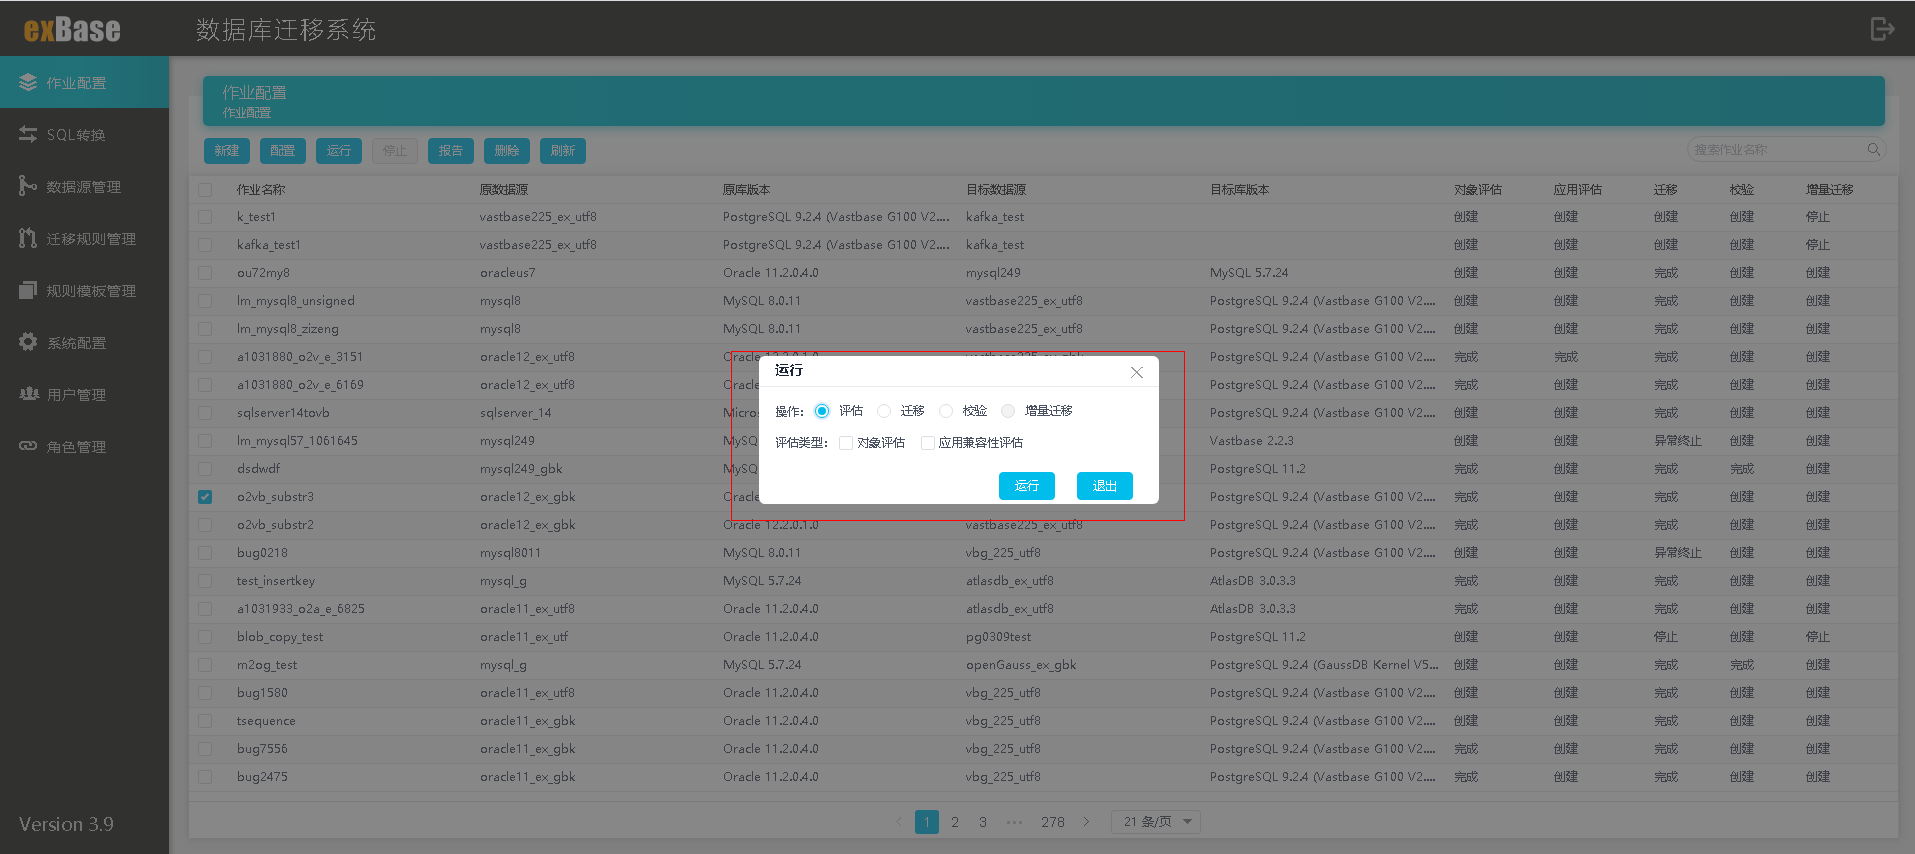 exBase 数据库迁移系统
作业配置
SQL转换
数据源管理
迁移规则管理
规则模板管理
系统配置
用户管理
角色管理
Version 3.9
作业配置
作业配置
新建 配置 运行 停止 报告 删除 刷新 搜索作业名称
作业名称 原数据源 原库版本 目标数据源 目标库版本 对象评估 应用评估 迁移 校验 增量迁移
k_test1 vastbase225_ex_utf8 PostgreSQL 9.2.4 (Vastbase G100 V2.... kafka_test 创建 创建 创建 创建 停止
kafka_test1 vastbase225_ex_utf8 PostgreSQL 9.2.4 (Vastbase G100 V2.... kafka_test 创建 创建 创建 创建 停止
ou72my8 oracleus7 Oracle 11.2.0.4.0 mysql249 MySQL 5.7.24 创建 创建 完成 创建 创建
lm_mysql8_unsigned mysql8 MySQL 8.0.11 vastbase225_ex_utf8 PostgreSQL 9.2.4 (Vastbase G100 V2.... 创建 创建 完成 创建 创建
lm_mysql8_zizeng mysql8 MySQL 8.0.11 vastbase225_ex_utf8 PostgreSQL 9.2.4 (Vastbase G100 V2.... 创建 创建 完成 创建 创建
a1031880_o2v_e_3151 oracle12_ex_utf8 Oracle 12.2.0.1.0 vastbase225_ex_gbk PostgreSQL 9.2.4 (Vastbase G100 V2.... 完成 完成 完成 创建 创建
a1031880_o2v_e_6169 oracle12_ex_utf8 Oracle PostgreSQL 9.2.4 (Vastbase G100 V2.... 完成 创建 完成 创建 创建
sqlserver14tovb sqlserver_14 Micros PostgreSQL 9.2.4 (Vastbase G100 V2.... 完成 创建 完成 创建 创建
lm_mysql57_1061645 mysql249 MySQ Vastbase 2.2.3 创建 创建 异常终止 创建 创建
dsdwdf mysql249_gbk MySQ PostgreSQL 11.2 完成 创建 完成 完成 创建
o2vb_substr3 oracle12_ex_gbk Oracle PostgreSQL 9.2.4 (Vastbase G100 V2.... 完成 创建 完成 创建 创建
o2vb_substr2 oracle12_ex_gbk Oracle 12.2.0.1.0 vastbase225_ex_utf8 PostgreSQL 9.2.4 (Vastbase G100 V2.... 完成 创建 完成 创建 创建
bug0218 mysql8011 MySQL 8.0.11 vbg_225_utf8 PostgreSQL 9.2.4 (Vastbase G100 V2.... 创建 创建 异常终止 创建 创建
test_insertkey mysql_g MySQL 5.7.24 atlasdb_ex_utf8 AtlasDB 3.0.3.3 完成 创建 完成 创建 创建
a1031933_o2a_e_6825 oracle11_ex_utf8 Oracle 11.2.0.4.0 atlasdb_ex_utf8 AtlasDB 3.0.3.3 完成 创建 完成 创建 创建
blob_copy_test oracle11_ex_utf Oracle 11.2.0.4.0 pg0309test PostgreSQL 11.2 创建 创建 停止 创建 停止
m2og_test mysql_g MySQL 5.7.24 openGauss_ex_gbk PostgreSQL 9.2.4 (GaussDB Kernel V5... 创建 创建 完成 完成 创建
bug1580 oracle11_ex_utf8 Oracle 11.2.0.4.0 vbg_225_utf8 PostgreSQL 9.2.4 (Vastbase G100 V2.... 创建 创建 完成 创建 创建
tsequence oracle11_ex_gbk Oracle 11.2.0.4.0 vbg_225_utf8 PostgreSQL 9.2.4 (Vastbase G100 V2.... 创建 创建 完成 创建 创建
bug7556 oracle11_ex_gbk Oracle 11.2.0.4.0 vbg_225_utf8 PostgreSQL 9.2.4 (Vastbase G100 V2.... 完成 创建 完成 创建 创建
bug2475 oracle11_ex_gbk Oracle 11.2.0.4.0 vbg_225_utf8 PostgreSQL 9.2.4 (Vastbase G100 V2.... 完成 创建 完成 创建 创建
1 2 3 ··· 278 21 条/页
运行
操作: 评估 迁移 校验 增量迁移
评估类型: 对象评估 应用兼容性评估
运行 退出